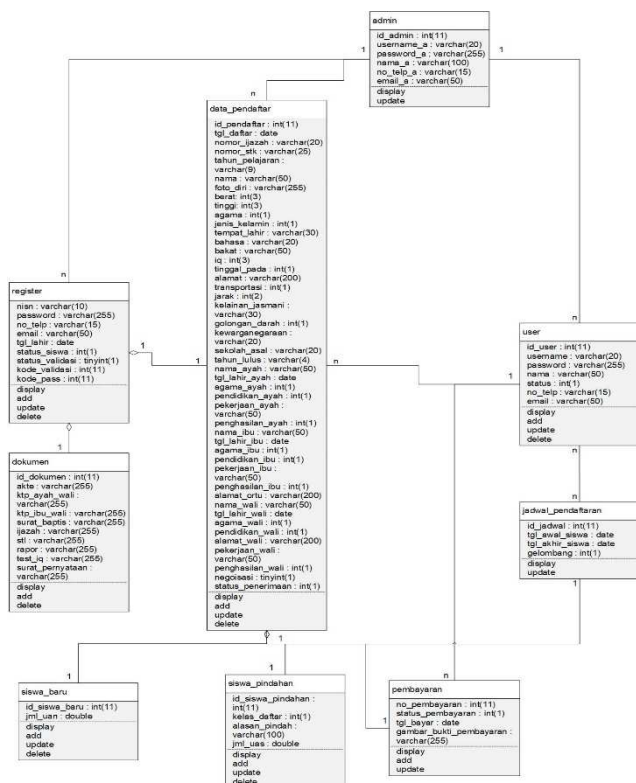 admin
id_admin : int(11)
username_a : varchar(20)
password_a : varchar(255)
nama_a : varchar(100)
no_telp_a : varchar(15)
email_a : varchar(50)
display
update
1
1
1
n
n
n
data_pendaftar
id_pendaftar : int(11)
tgl_daftar : date
nomor_ijazah : varchar(20)
nomor_stk : varchar(25)
tahun_pelajaran :
varchar(9)
nama : varchar(50)
foto_diri : varchar(255)
berat: int(3)
tinggi: int(3)
agama : int(1)
jenis_kelamin : int(1)
tempat_lahir : varchar(30)
bahasa : varchar(20)
bakat : varchar(50)
iq : int(3)
tinggal_pada : int(1)
alamat : varchar(200)
transportasi : int(1)
jarak : int(2)
kelainan_jasmani :
varchar(30)
golongan_darah : int(1)
kewarganegaraan :
varchar(20)
sekolah_asal : varchar(20)
tahun_lulus : varchar(4)
nama_ayah : varchar(50)
tgl_lahir_ayah : date
agama_ayah : int(1)
pendidikan_ayah : int(1)
pekerjaan_ayah :
varchar(50)
penghasilan_ayah : int(1)
nama_ibu : varchar(50)
tgl_lahir_ibu : date
agama_ibu : int(1)
pendidikan_ibu : int(1)
pekerjaan_ibu :
varchar(50)
penghasilan_ibu : int(1)
alamat_ortu : varchar(200)
nama_wali : varchar(50)
tgl_lahir_wali : date
agama_wali : int(1)
pendidikan_wali : int(1)
alamat_wali : varchar(200)
pekerjaan_wali :
varchar(50)
penghasilan_wali : int(1)
negoisasi : tinyint(1)
status_penerimaan : int(1)
display
add
update
delete
register
nisn : varchar(10)
password : varchar(255)
no_telp : varchar(15)
email : varchar(50)
tgl_lahir : date
status_siswa : int(1)
status_validasi : tinyint(1)
kode_validasi : int(11)
kode_pass : int(11)
display
add
update
delete
1
1
n
1
user
id_user : int(11)
username : varchar(20)
password : varchar(255)
nama : varchar(50)
status : int(1)
no_telp : varchar(15)
email : varchar(50)
display
add
update
delete
1
n
n
dokumen
id_dokumen : int(11)
akte : varchar(255)
ktp_ayah_wali :
varchar(255)
ktp_ibu_wali : varchar(255)
surat_baptis : varchar(255)
ijazah : varchar(255)
stl : varchar(255)
rapor : varchar(255)
test_iq : varchar(255)
surat_pernyataan :
varchar(255)
display
add
update
delete
jadwal_pendaftaran
id_jadwal : int(11)
tgl_awal_siswa : date
tgl_akhir_siswa : date
gelombang : int(1)
display
update
1
1
1
1
n
1
siswa_baru
id_siswa_baru : int(11)
jml_uan : double
display
add
update
delete
siswa_pindahan
id_siswa_pindahan :
int(11)
kelas_daftar : int(1)
alasan_pindah :
varchar(100)
jml_uas : double
display
add
update
delete
pembayaran
no_pembayaran : int(11)
status_pembayaran : int(1)
tgl_bayar : date
gambar_bukti_pembayaran :
varchar(255)
display
add
update
1